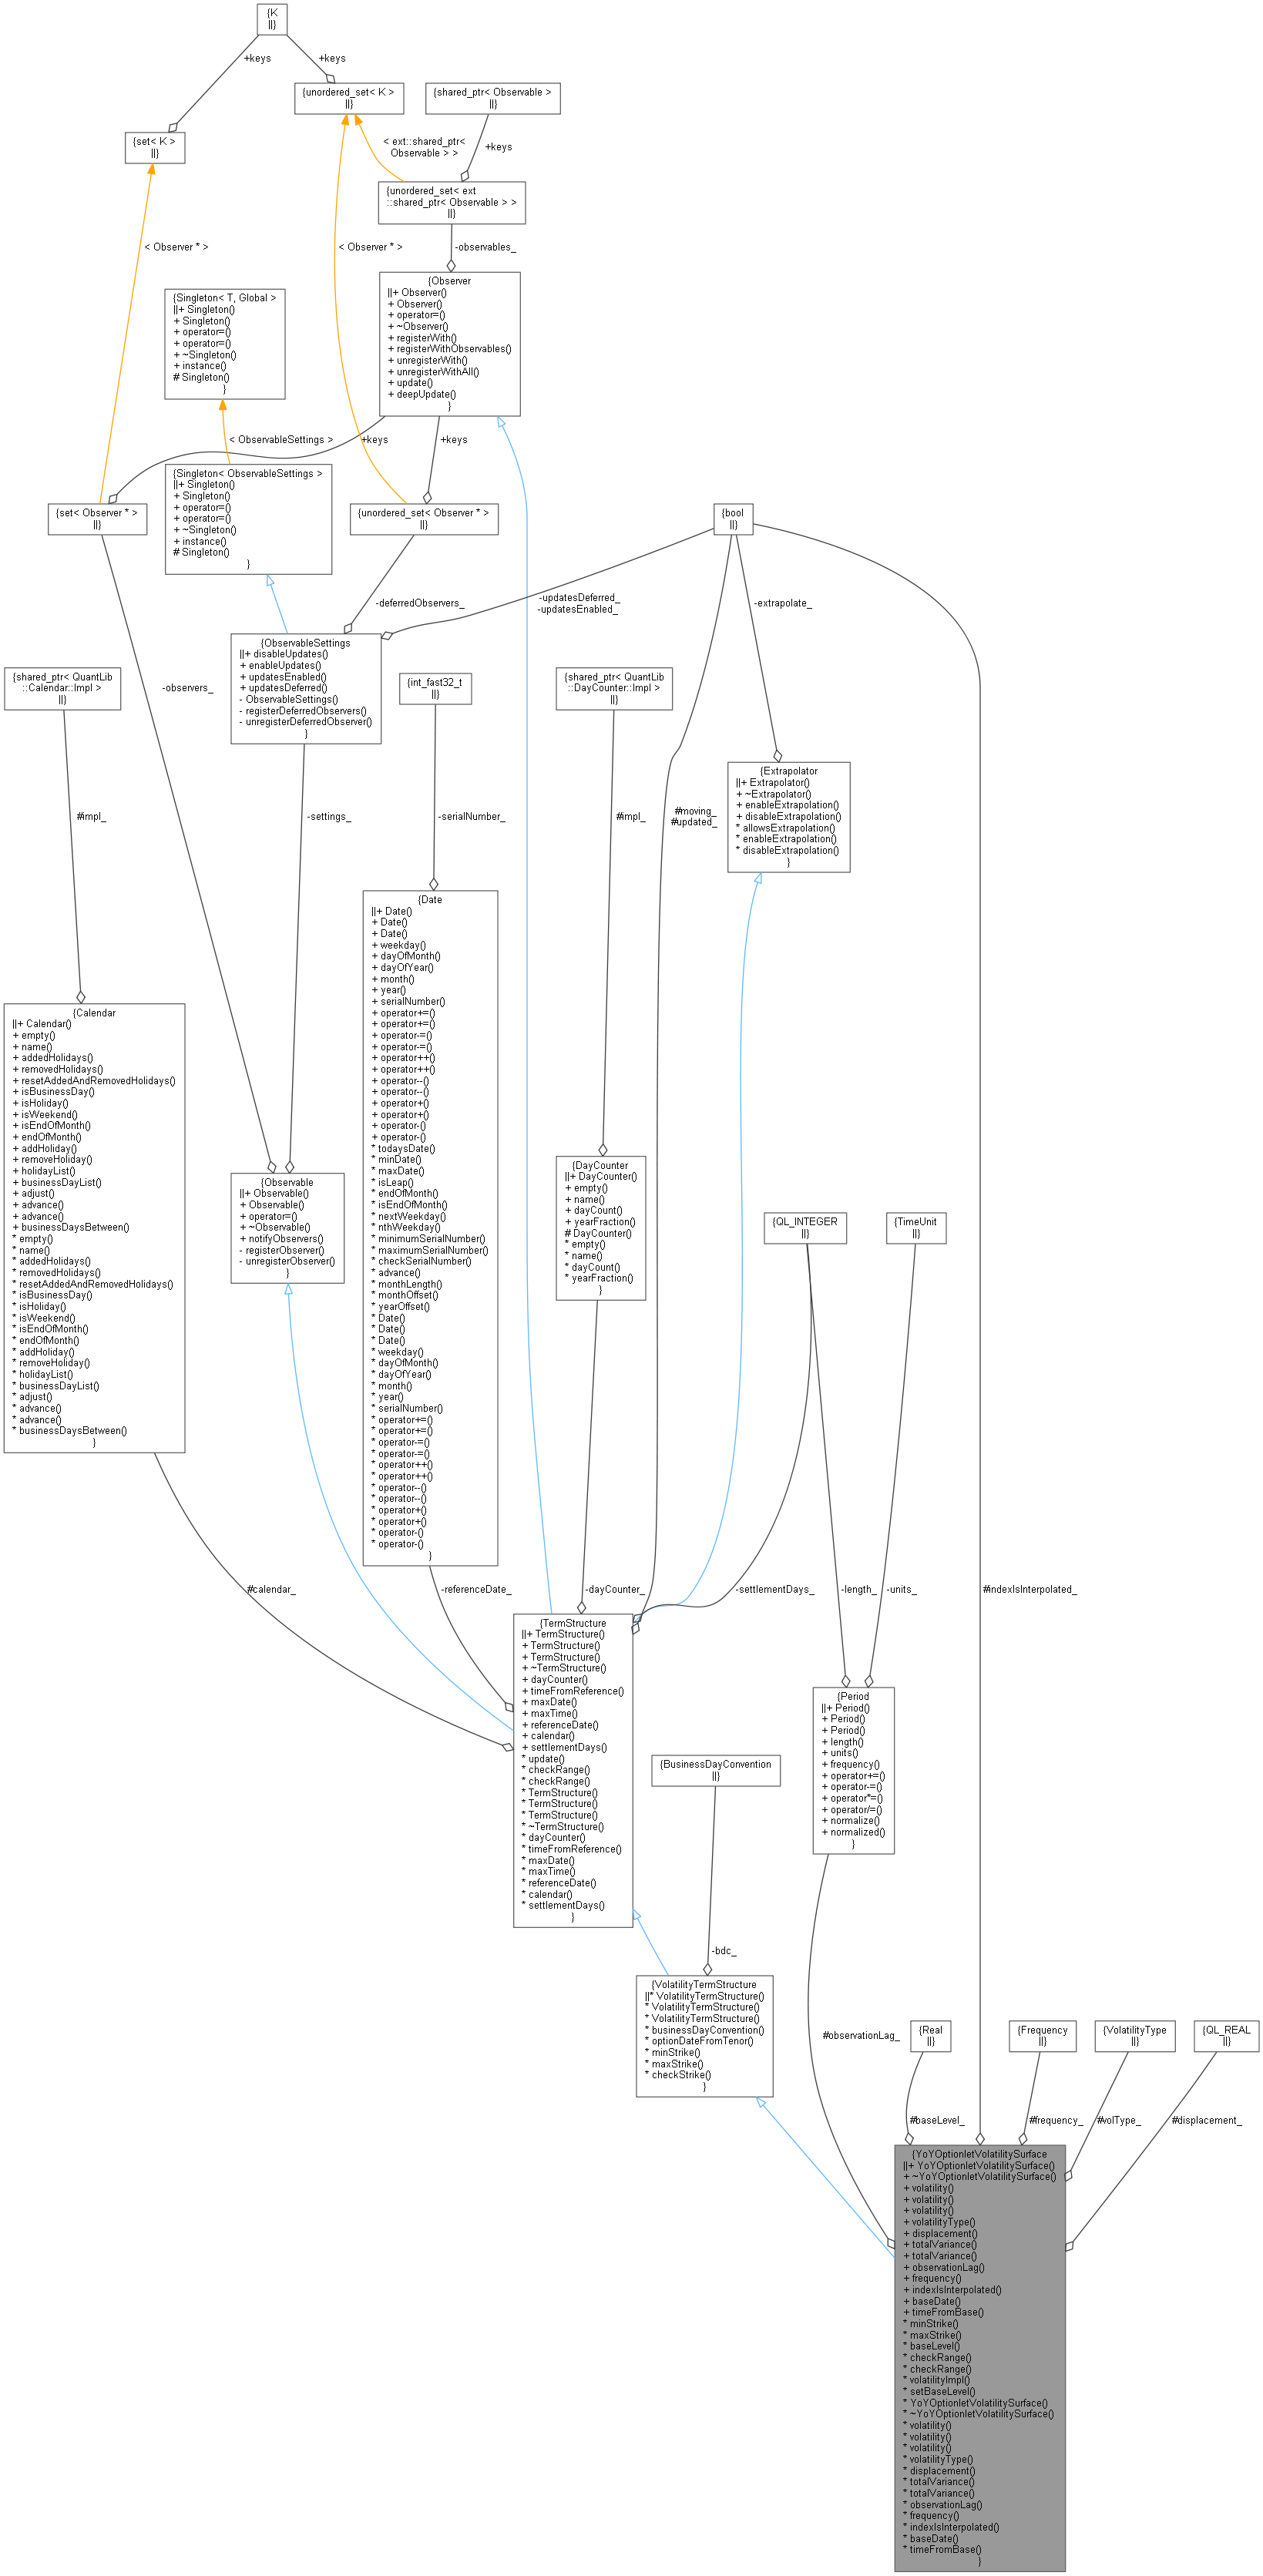 {K
||}
+keys
+keys
{unordered_set< K >
||}
{shared_ptr< Observable >
||}
{set< K >
||}
< ext::shared_ptr<
Observable > >
+keys
{unordered_set< ext
::shared_ptr< Observable > >
||}
< Observer * >
< Observer * >
-observables_
{Observer
||+ Observer()
+ Observer()
+ operator=()
+ ~Observer()
+ registerWith()
+ registerWithObservables()
+ unregisterWith()
+ unregisterWithAll()
+ update()
+ deepUpdate()
}
{Singleton< T, Global >
||+ Singleton()
+ Singleton()
+ operator=()
+ operator=()
+ ~Singleton()
+ instance()
# Singleton()
}
< ObservableSettings >
+keys
+keys
{Singleton< ObservableSettings >
||+ Singleton()
+ Singleton()
+ operator=()
+ operator=()
+ ~Singleton()
+ instance()
# Singleton()
}
{set< Observer * >
||}
{unordered_set< Observer * >
||}
{bool
||}
-deferredObservers_
-updatesDeferred_
-updatesEnabled_
-extrapolate_
{ObservableSettings
||+ disableUpdates()
+ enableUpdates()
+ updatesEnabled()
+ updatesDeferred()
- ObservableSettings()
- registerDeferredObservers()
- unregisterDeferredObserver()
}
{shared_ptr< QuantLib
::Calendar::Impl >
||}
-observers_
{int_fast32_t
||}
{shared_ptr< QuantLib
::DayCounter::Impl >
||}
{Extrapolator
||+ Extrapolator()
+ ~Extrapolator()
+ enableExtrapolation()
+ disableExtrapolation()
* allowsExtrapolation()
* enableExtrapolation()
* disableExtrapolation()
}
#impl_
-settings_
-serialNumber_
#impl_
#moving_
#updated_
{Date
||+ Date()
+ Date()
+ Date()
+ weekday()
+ dayOfMonth()
+ dayOfYear()
+ month()
+ year()
+ serialNumber()
+ operator+=()
+ operator+=()
+ operator-=()
+ operator-=()
+ operator++()
+ operator++()
+ operator--()
+ operator--()
+ operator+()
+ operator+()
+ operator-()
+ operator-()
* todaysDate()
* minDate()
* maxDate()
* isLeap()
* endOfMonth()
* isEndOfMonth()
* nextWeekday()
* nthWeekday()
* minimumSerialNumber()
* maximumSerialNumber()
* checkSerialNumber()
* advance()
* monthLength()
* monthOffset()
* yearOffset()
* Date()
* Date()
* Date()
* weekday()
* dayOfMonth()
* dayOfYear()
* month()
* year()
* serialNumber()
* operator+=()
* operator+=()
* operator-=()
* operator-=()
* operator++()
* operator++()
* operator--()
* operator--()
* operator+()
* operator+()
* operator-()
* operator-()
}
{Calendar
||+ Calendar()
+ empty()
+ name()
+ addedHolidays()
+ removedHolidays()
+ resetAddedAndRemovedHolidays()
+ isBusinessDay()
+ isHoliday()
+ isWeekend()
+ isEndOfMonth()
+ endOfMonth()
+ addHoliday()
+ removeHoliday()
+ holidayList()
+ businessDayList()
+ adjust()
+ advance()
+ advance()
+ businessDaysBetween()
* empty()
* name()
* addedHolidays()
* removedHolidays()
* resetAddedAndRemovedHolidays()
* isBusinessDay()
* isHoliday()
* isWeekend()
* isEndOfMonth()
* endOfMonth()
* addHoliday()
* removeHoliday()
* holidayList()
* businessDayList()
* adjust()
* advance()
* advance()
* businessDaysBetween()
}
{Observable
||+ Observable()
+ Observable()
+ operator=()
+ ~Observable()
+ notifyObservers()
- registerObserver()
- unregisterObserver()
}
{DayCounter
||+ DayCounter()
+ empty()
+ name()
+ dayCount()
+ yearFraction()
# DayCounter()
* empty()
* name()
* dayCount()
* yearFraction()
}
{QL_INTEGER
||}
{TimeUnit
||}
#calendar_
-referenceDate_
-dayCounter_
-settlementDays_
-length_
-units_
#indexIsInterpolated_
{TermStructure
||+ TermStructure()
+ TermStructure()
+ TermStructure()
+ ~TermStructure()
+ dayCounter()
+ timeFromReference()
+ maxDate()
+ maxTime()
+ referenceDate()
+ calendar()
+ settlementDays()
* update()
* checkRange()
* checkRange()
* TermStructure()
* TermStructure()
* TermStructure()
* ~TermStructure()
* dayCounter()
* timeFromReference()
* maxDate()
* maxTime()
* referenceDate()
* calendar()
* settlementDays()
}
{Period
||+ Period()
+ Period()
+ Period()
+ length()
+ units()
+ frequency()
+ operator+=()
+ operator-=()
+ operator*=()
+ operator/=()
+ normalize()
+ normalized()
}
{BusinessDayConvention
||}
-bdc_
{VolatilityTermStructure
||* VolatilityTermStructure()
* VolatilityTermStructure()
* VolatilityTermStructure()
* businessDayConvention()
* optionDateFromTenor()
* minStrike()
* maxStrike()
* checkStrike()
}
#observationLag_
{Real
||}
{Frequency
||}
{VolatilityType
||}
{QL_REAL
||}
#baseLevel_
#frequency_
#volType_
#displacement_
{YoYOptionletVolatilitySurface
||+ YoYOptionletVolatilitySurface()
+ ~YoYOptionletVolatilitySurface()
+ volatility()
+ volatility()
+ volatility()
+ volatilityType()
+ displacement()
+ totalVariance()
+ totalVariance()
+ observationLag()
+ frequency()
+ indexIsInterpolated()
+ baseDate()
+ timeFromBase()
* minStrike()
* maxStrike()
* baseLevel()
* checkRange()
* checkRange()
* volatilityImpl()
* setBaseLevel()
* YoYOptionletVolatilitySurface()
* ~YoYOptionletVolatilitySurface()
* volatility()
* volatility()
* volatility()
* volatilityType()
* displacement()
* totalVariance()
* totalVariance()
* observationLag()
* frequency()
* indexIsInterpolated()
* baseDate()
* timeFromBase()
}